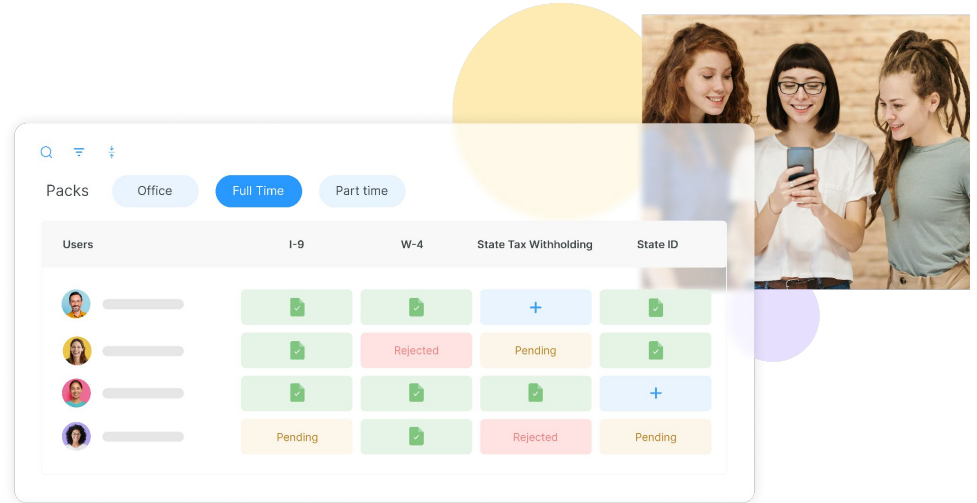 Packs Office Full Time Part time
Users I-9 W-4 State Tax Withholding State ID
Rejected Pending
Pending Rejected Pending